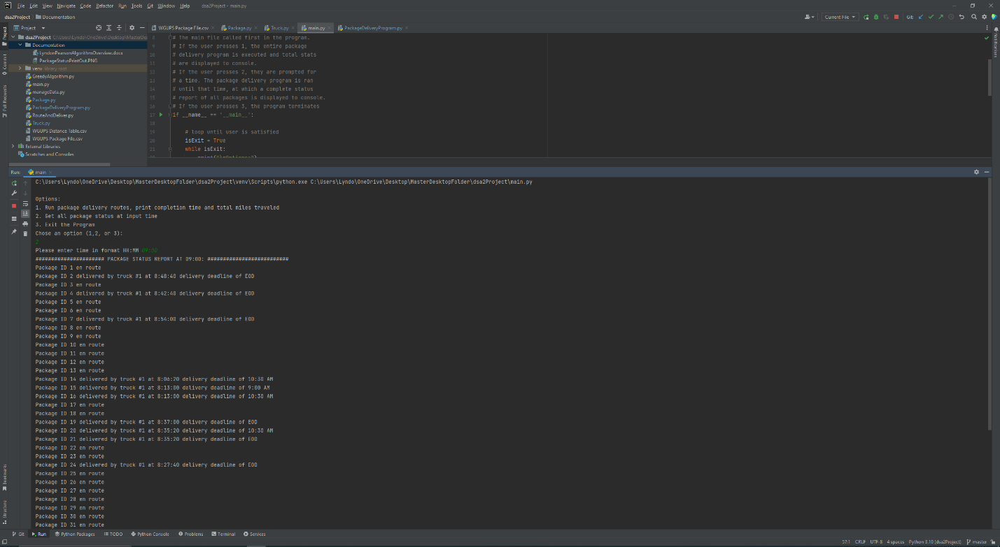 File Edit View Navigate Code Refactor Run Tools Git Window Help dsa2Project - main.py
dsa2Project Documentation Current File Git:
Project WGUPS Package File.csv Package.py Truck.py main.py PackageDeliveryProgram.py
dsa2Project C:\Users\Lyndo\OneDrive\Desktop\MasterDes
Documentation
LyndonPearsonAlgorithmOverview.docx
PackageStatusPrintOut.PNG
venv library root
GreedyAlgorithm.py
main.py
manageData.py
Package.py
PackageDeliveryProgram.py
RouteAndDeliver.py
Truck.py
WGUPS Distance Table.csv
WGUPS Package File.csv
External Libraries
Scratches and Consoles
8 # The main file called first in the program.
9 # If the user presses 1, the entire package
10 # delivery program is executed and total stats
11 # are displayed to console.
12 # If the user presses 2, they are prompted for
13 # a time. The package delivery program is ran
14 # until that time, at which a complete status
15 # report of all packages is displayed to console.
16 # If the user presses 3, the program terminates
17 if __name__ == '__main__':
18
19 # loop until user is satisfied
20 isExit = True
21 while isExit:
Project
Commit
Pull Requests
Bookmarks
Structure
Notifications
Run: main
C:\Users\Lyndo\OneDrive\Desktop\MasterDesktopFolder\dsa2Project\venv\Scripts\python.exe C:\Users\Lyndo\OneDrive\Desktop\MasterDesktopFolder\dsa2Project\main.py
Options:
1. Run package delivery routes, print completion time and total miles traveled
2. Get all package status at input time
3. Exit the Program
Chose an option (1,2, or 3):
2
Please enter time in format HH:MM 09:00
###################### PACKAGE STATUS REPORT AT 09:00: ##########################
Package ID 1 en route
Package ID 2 delivered by truck #1 at 8:48:40 delivery deadline of EOD
Package ID 3 en route
Package ID 4 delivered by truck #1 at 8:42:40 delivery deadline of EOD
Package ID 5 en route
Package ID 6 en route
Package ID 7 delivered by truck #1 at 8:54:00 delivery deadline of EOD
Package ID 8 en route
Package ID 9 en route
Package ID 10 en route
Package ID 11 en route
Package ID 12 en route
Package ID 13 en route
Package ID 14 delivered by truck #1 at 8:06:20 delivery deadline of 10:30 AM
Package ID 15 delivered by truck #1 at 8:13:00 delivery deadline of 9:00 AM
Package ID 16 delivered by truck #1 at 8:13:00 delivery deadline of 10:30 AM
Package ID 17 en route
Package ID 18 en route
Package ID 19 delivered by truck #1 at 8:37:00 delivery deadline of EOD
Package ID 20 delivered by truck #1 at 8:35:20 delivery deadline of 10:30 AM
Package ID 21 delivered by truck #1 at 8:35:20 delivery deadline of EOD
Package ID 22 en route
Package ID 23 en route
Package ID 24 delivered by truck #1 at 8:27:40 delivery deadline of EOD
Package ID 25 en route
Package ID 26 en route
Package ID 27 en route
Package ID 28 en route
Package ID 29 en route
Package ID 30 en route
Package ID 31 en route
Git Run Python Packages TODO Python Console Problems Terminal Services
57:1 CRLF UTF-8 4 spaces Python 3.10 (dsa2Project) master